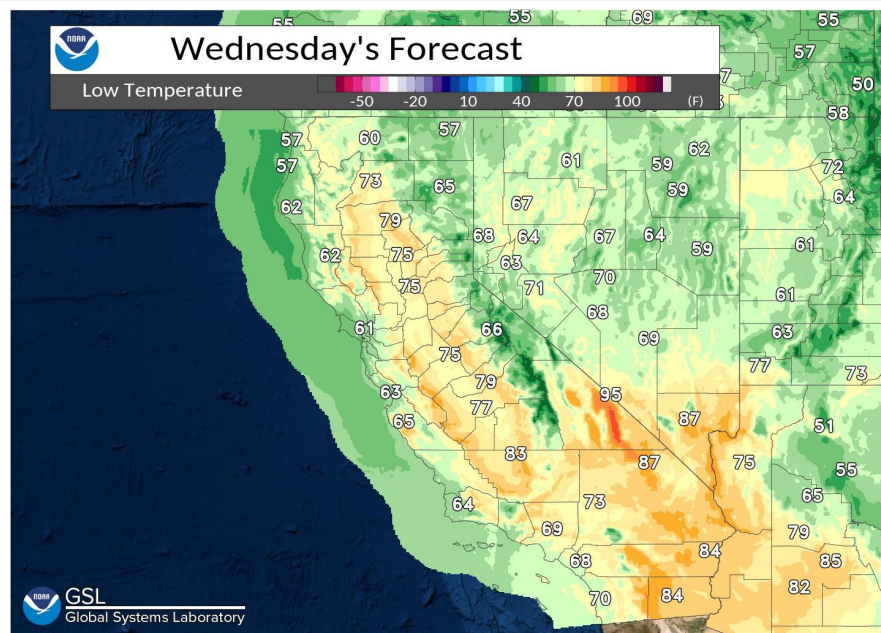 55 55 69 55
NOAA
Wednesday's Forecast
57
Low Temperature
-50 -20 10 40 70 100 (F)
50
58
57 60 57
57 61 59 62 72
73 65 59 64
62 79 67
68 64 67 64 59 61
62 75 63
75 71 70 61
68
61 66 69 63
75 77 73
63 79 95
65 77 87 51
83 87 75 55
64 73 65
69 79
68 84 85
70 84 82
NOAA
GSL
Global Systems Laboratory